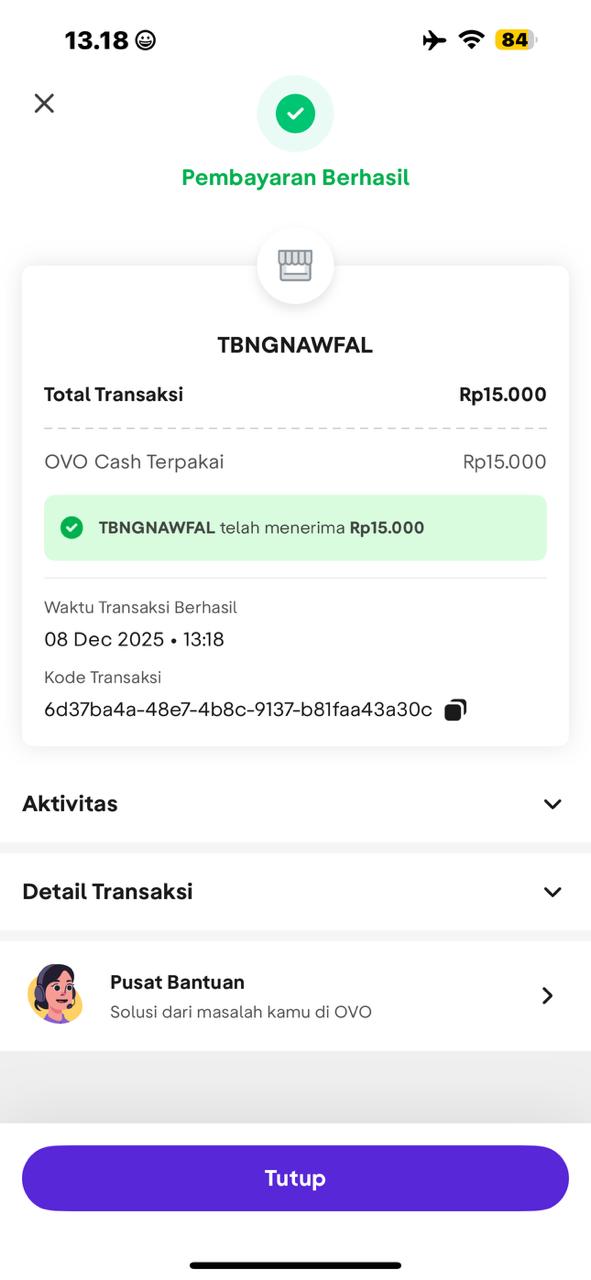 13.18
84
Pembayaran Berhasil
TBNGNAWFAL
Total Transaksi Rp15.000
OVO Cash Terpakai Rp15.000
TBNGNAWFAL telah menerima Rp15.000
Waktu Transaksi Berhasil
08 Dec 2025 • 13:18
Kode Transaksi
6d37ba4a-48e7-4b8c-9137-b81faa43a30c
Aktivitas
Detail Transaksi
Pusat Bantuan
Solusi dari masalah kamu di OVO
Tutup